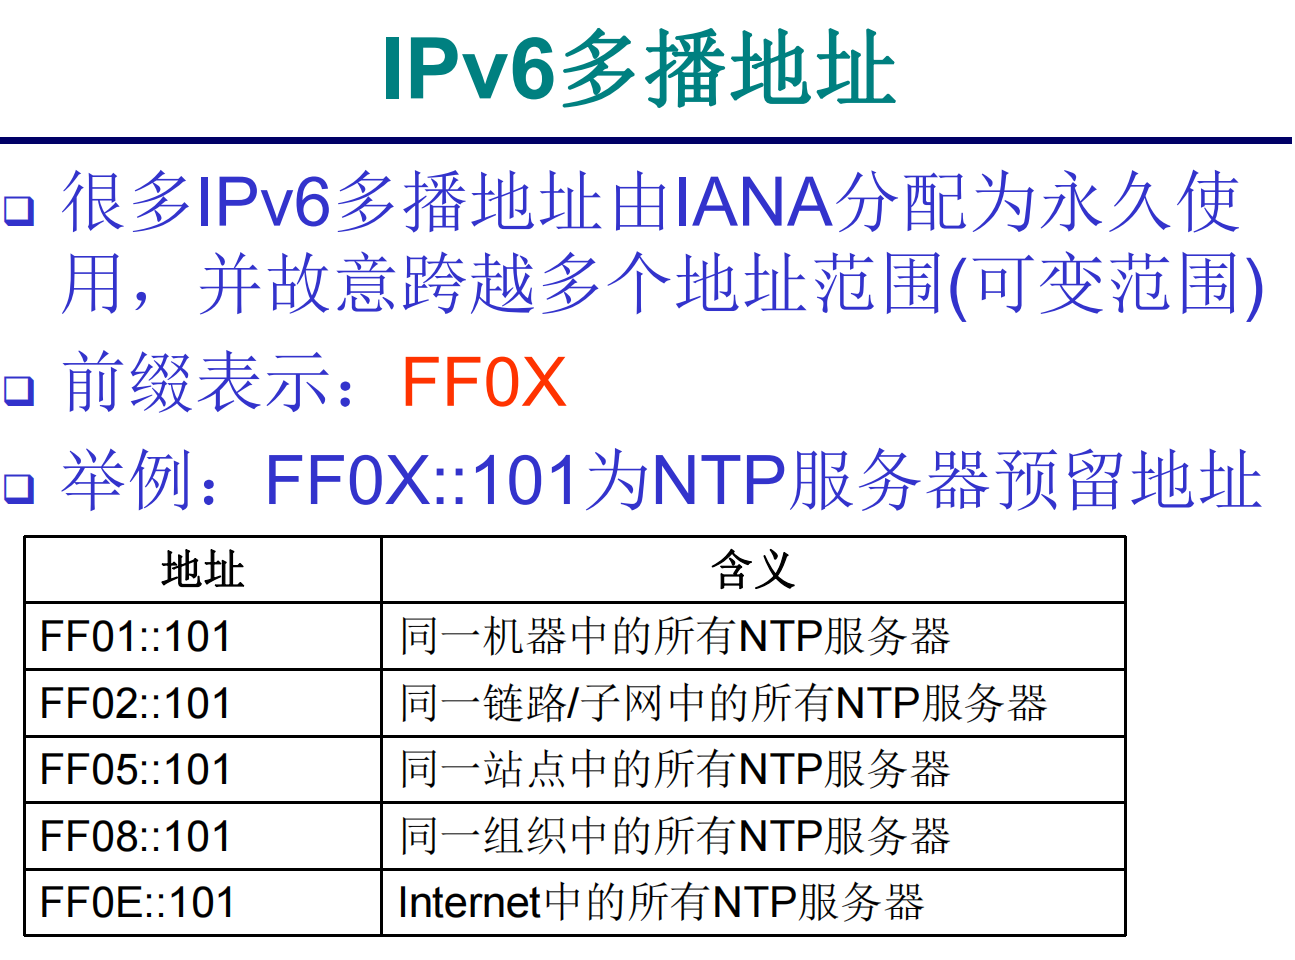 IPv6多播地址
很多IPv6多播地址由IANA分配为永久使
用，并故意跨越多个地址范围(可变范围)
前缀表示：FF0X
举例：FF0X::101为NTP服务器预留地址
地址 含义
FF01::101 同一机器中的所有NTP服务器
FF02::101 同一链路/子网中的所有NTP服务器
FF05::101 同一站点中的所有NTP服务器
FF08::101 同一组织中的所有NTP服务器
FF0E::101 Internet中的所有NTP服务器